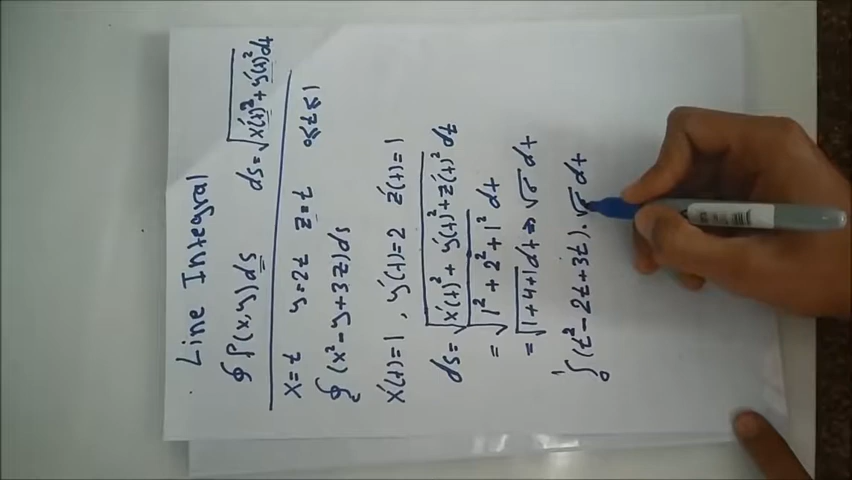 Line Integral
∮ f(x,y)ds ds=√x'(t)²+y'(t)² dt
x=t y=2t z=t 0≤t≤1
∮c (x²-y+3z)ds
x'(t)=1, y'(t)=2 z'(t)=1
ds=√x'(t)²+y'(t)²+z'(t)² dt
=√1²+2²+1² dt
=√1+4+1 dt ⇒ √6 dt
∫₀¹(t²-2t+3t).√6 dt